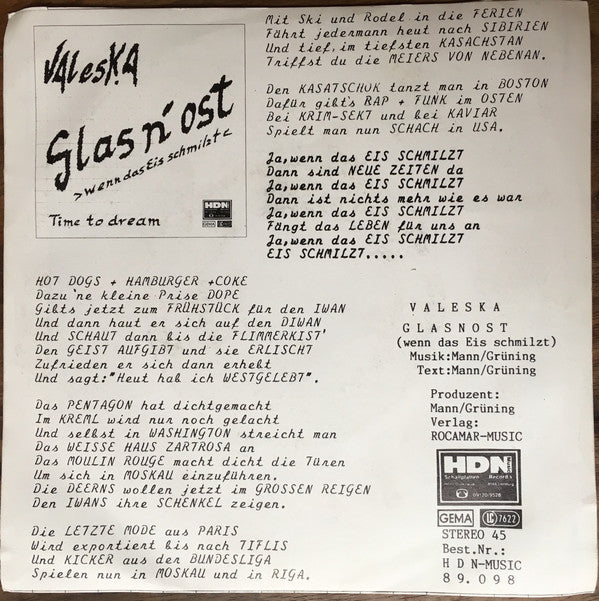 VALesKA
Glasn'ost
>wenn das Eis schmilzt<
Time to dream
HDN
GEMA
Mit Ski und Rodel in die FERIEN
Fährt jedermann heut nach SIBIRIEN
Und tief, im tiefsten KASACHSTAN
Triffst du die MEIERS VON NEBENAN.
Den KASATSCHOK tanzt man in BOSTON
Dafür gibt's RAP + FUNK im OSTEN
Bei KRIM-SEKT und bei KAVIAR
Spielt man nun SCHACH in USA.
Ja, wenn das EIS SCHMILZT
Dann sind NEUE ZEITEN da
Ja, wenn das EIS SCHMILZT
Dann ist nichts mehr wie es war
Ja, wenn das EIS SCHMILZT
Fängt das LEBEN für uns an
Ja, wenn das EIS SCHMILZT
EIS SCHMILZT.....
HOT DOGS + HAMBURGER +COKE
Dazu 'ne kleine Prise DOPE
Gibts jetzt zum FRÜHSTÜCK für den IWAN
Und dann haut er sich auf den DIWAN
Und SCHAUT dann bis die FLIMMERKIST'
Den GEIST AUFGIBT und sie ERLISCHT
Zufrieden er sich dann erhebt
Und sagt:"Heut hab ich WESTGELEBT".
Das PENTAGON hat dichtgemacht
Im KREML wird nur noch gelacht
Und selbst in WASHINGTON streicht man
Das WEISSE HAUS ZARTROSA an
Das MOULIN ROUGE macht dicht die Türen
Um sich in MOSKAU einzuführen.
Die DEERNS wollen jetzt im GROSSEN REIGEN
Den IWANS ihre SCHENKEL zeigen.
Die LETZTE MODE aus PARIS
Wird exportiert bis nach TIFLIS
Und KICKER aus der BUNDESLIGA
Spielen nun in MOSKAU und in RIGA.
VALESKA
GLASNOST
(wenn das Eis schmilzt)
Musik:Mann/Grüning
Text:Mann/Grüning
Produzent:
Mann/Grüning
Verlag:
ROCAMAR-MUSIC
HDN
Schallplatten Records
GEMA LC 7622
STEREO 45
Best.Nr.:
HDN-MUSIC
89.098